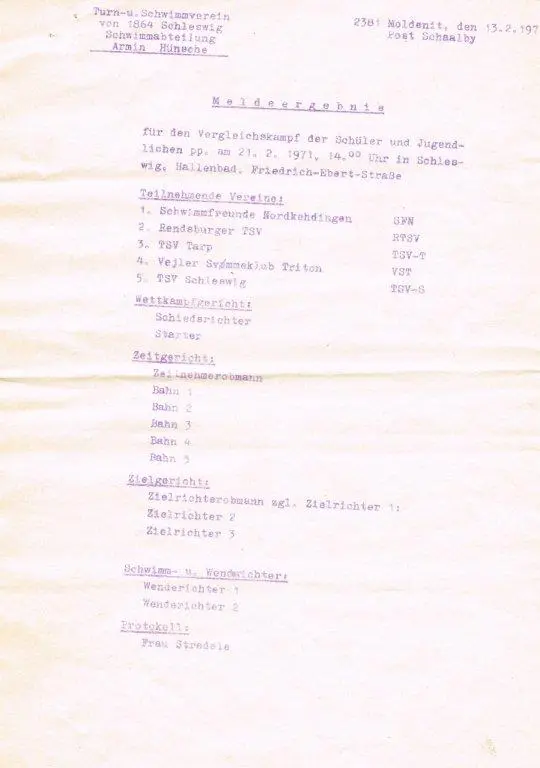 Turn-u. Schwimmverein
von 1864 Schleswig
Schwimmabteilung
Armin Hünsche
2381 Moldenit, den 13.2.197
Post Schaalby
Meldeergebnis
für den Vergleichskampf der Schüler und Jugend-
lichen pp. am 21. 2. 1971, 14.00 Uhr in Schles-
wig, Hallenbad, Friedrich-Ebert-Straße
Teilnehmende Vereine:
1. Schwimmfreunde Nordkehdingen SFN
2. Rendsburger TSV RTSV
3. TSV Tarp TSV-T
4. Vejler Svømmeklub Triton VST
5. TSV Schleswig TSV-S
Wettkampfgericht:
Schiedsrichter
Starter
Zeitgericht:
Zeitnehmerobmann
Bahn 1
Bahn 2
Bahn 3
Bahn 4
Bahn 5
Zielgericht:
Zielrichterobmann zgl. Zielrichter 1:
Zielrichter 2
Zielrichter 3
Schwimm- u. Wenderichter:
Wenderichter 1
Wenderichter 2
Protokell:
Frau Stredele